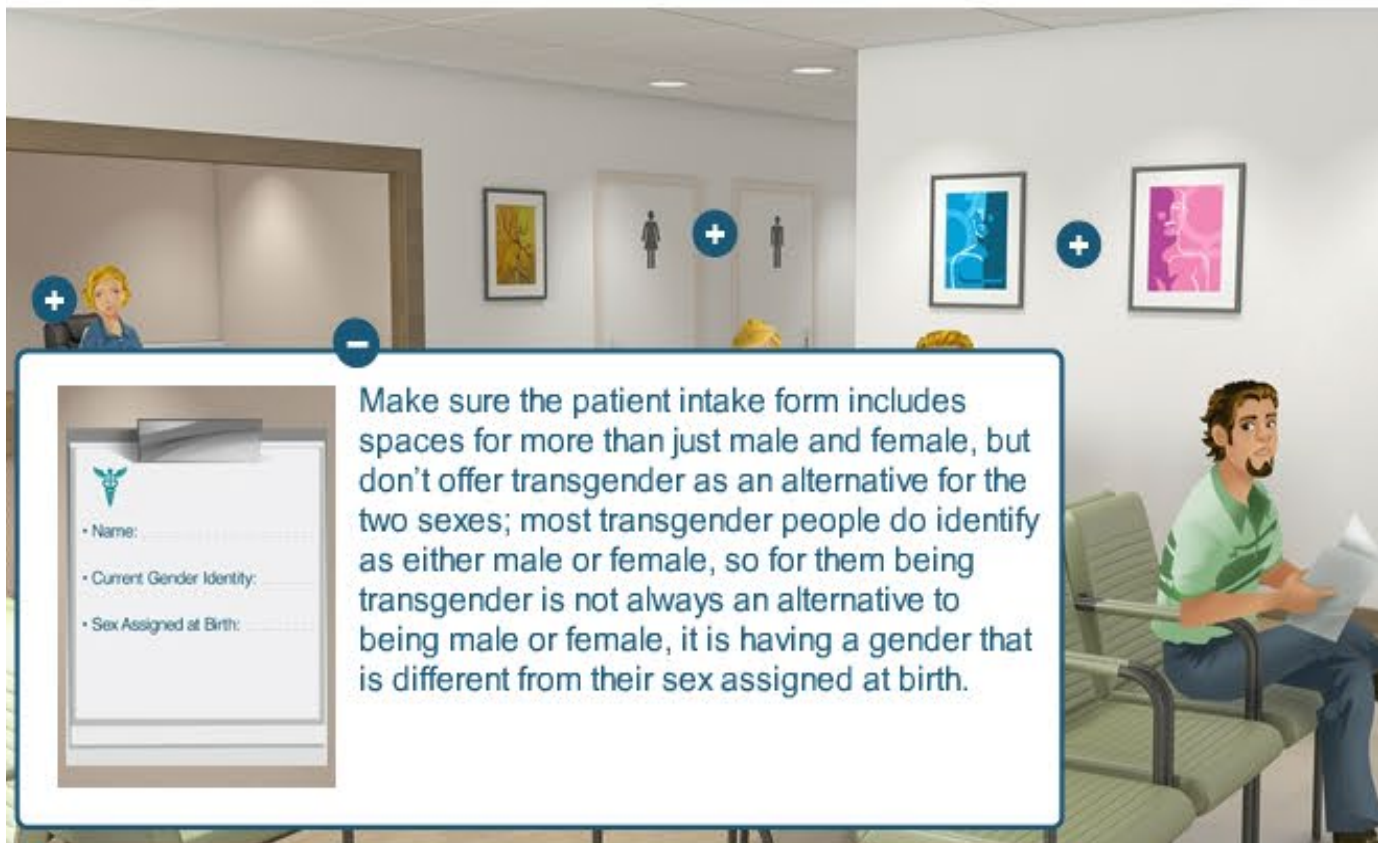 • Name:
• Current Gender Identity:
• Sex Assigned at Birth:
Make sure the patient intake form includes
spaces for more than just male and female, but
don't offer transgender as an alternative for the
two sexes; most transgender people do identify
as either male or female, so for them being
transgender is not always an alternative to
being male or female, it is having a gender that
is different from their sex assigned at birth.